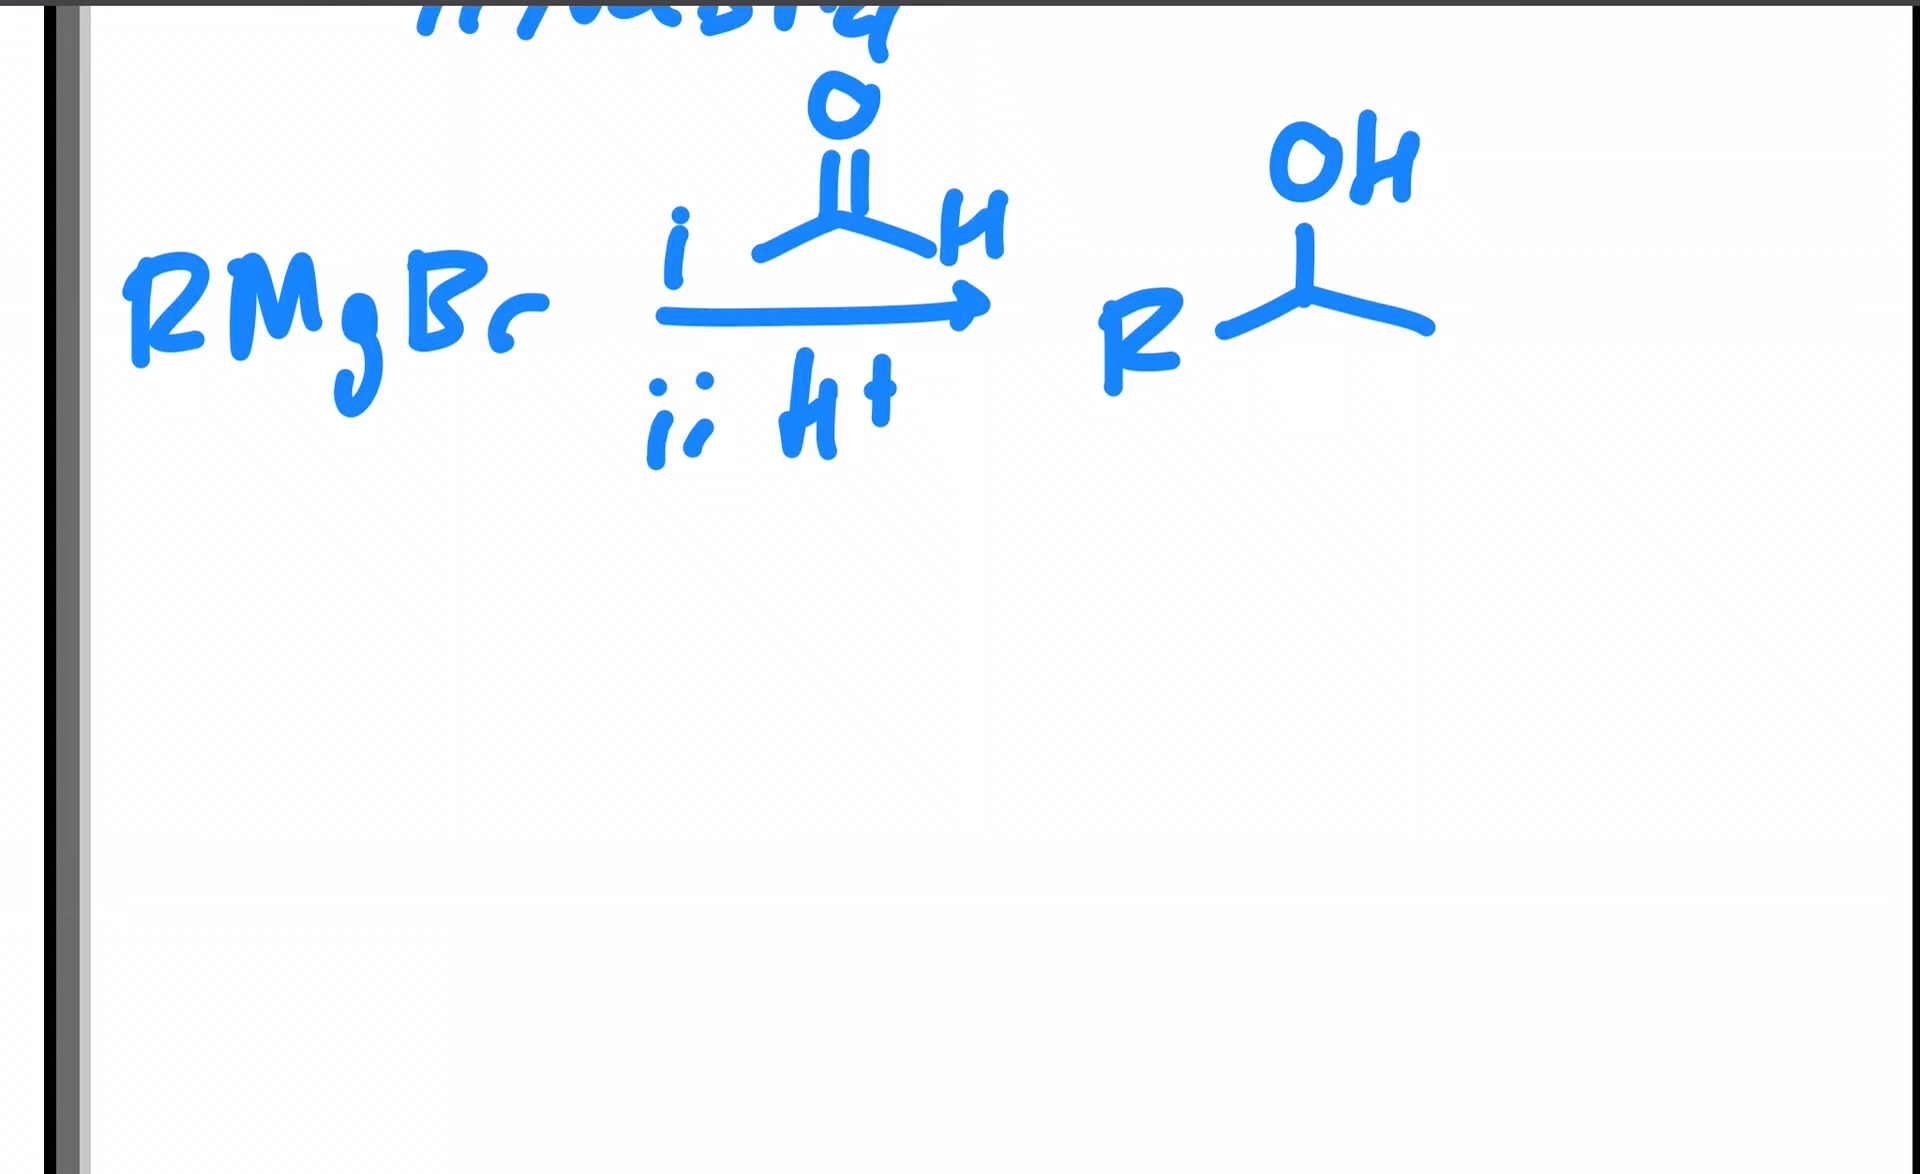 O
OH
i H
RMgBr R
ii H+